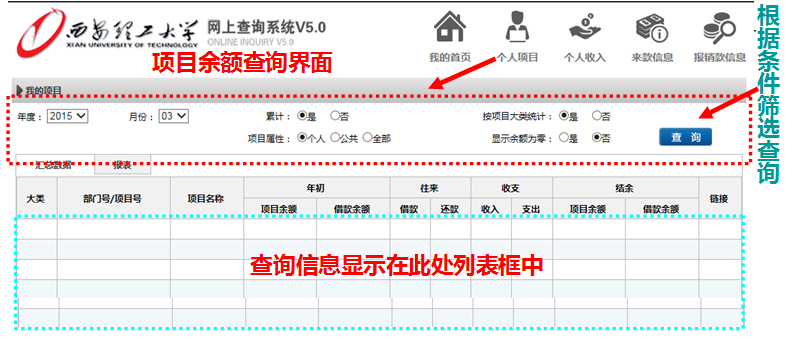 西安理工大学
XIAN UNIVERSITY OF TECHNOLOGY
网上查询系统V5.0
ONLINE INQUIRY V5.0
我的首页 个人项目 个人收入 来款信息 报销款信息
项目余额查询界面
根据条件筛选查询
我的项目
年度： 2015 月份： 03 累计： 是 否 按项目大类统计： 是 否
项目属性： 个人 公共 全部 显示余额为零： 是 否 查 询
汇总数据 报表
大类 部门号/项目号 项目名称 年初 往来 收支 结余 链接
项目余额 借款余额 借款 还款 收入 支出 项目余额 借款余额
查询信息显示在此处列表框中